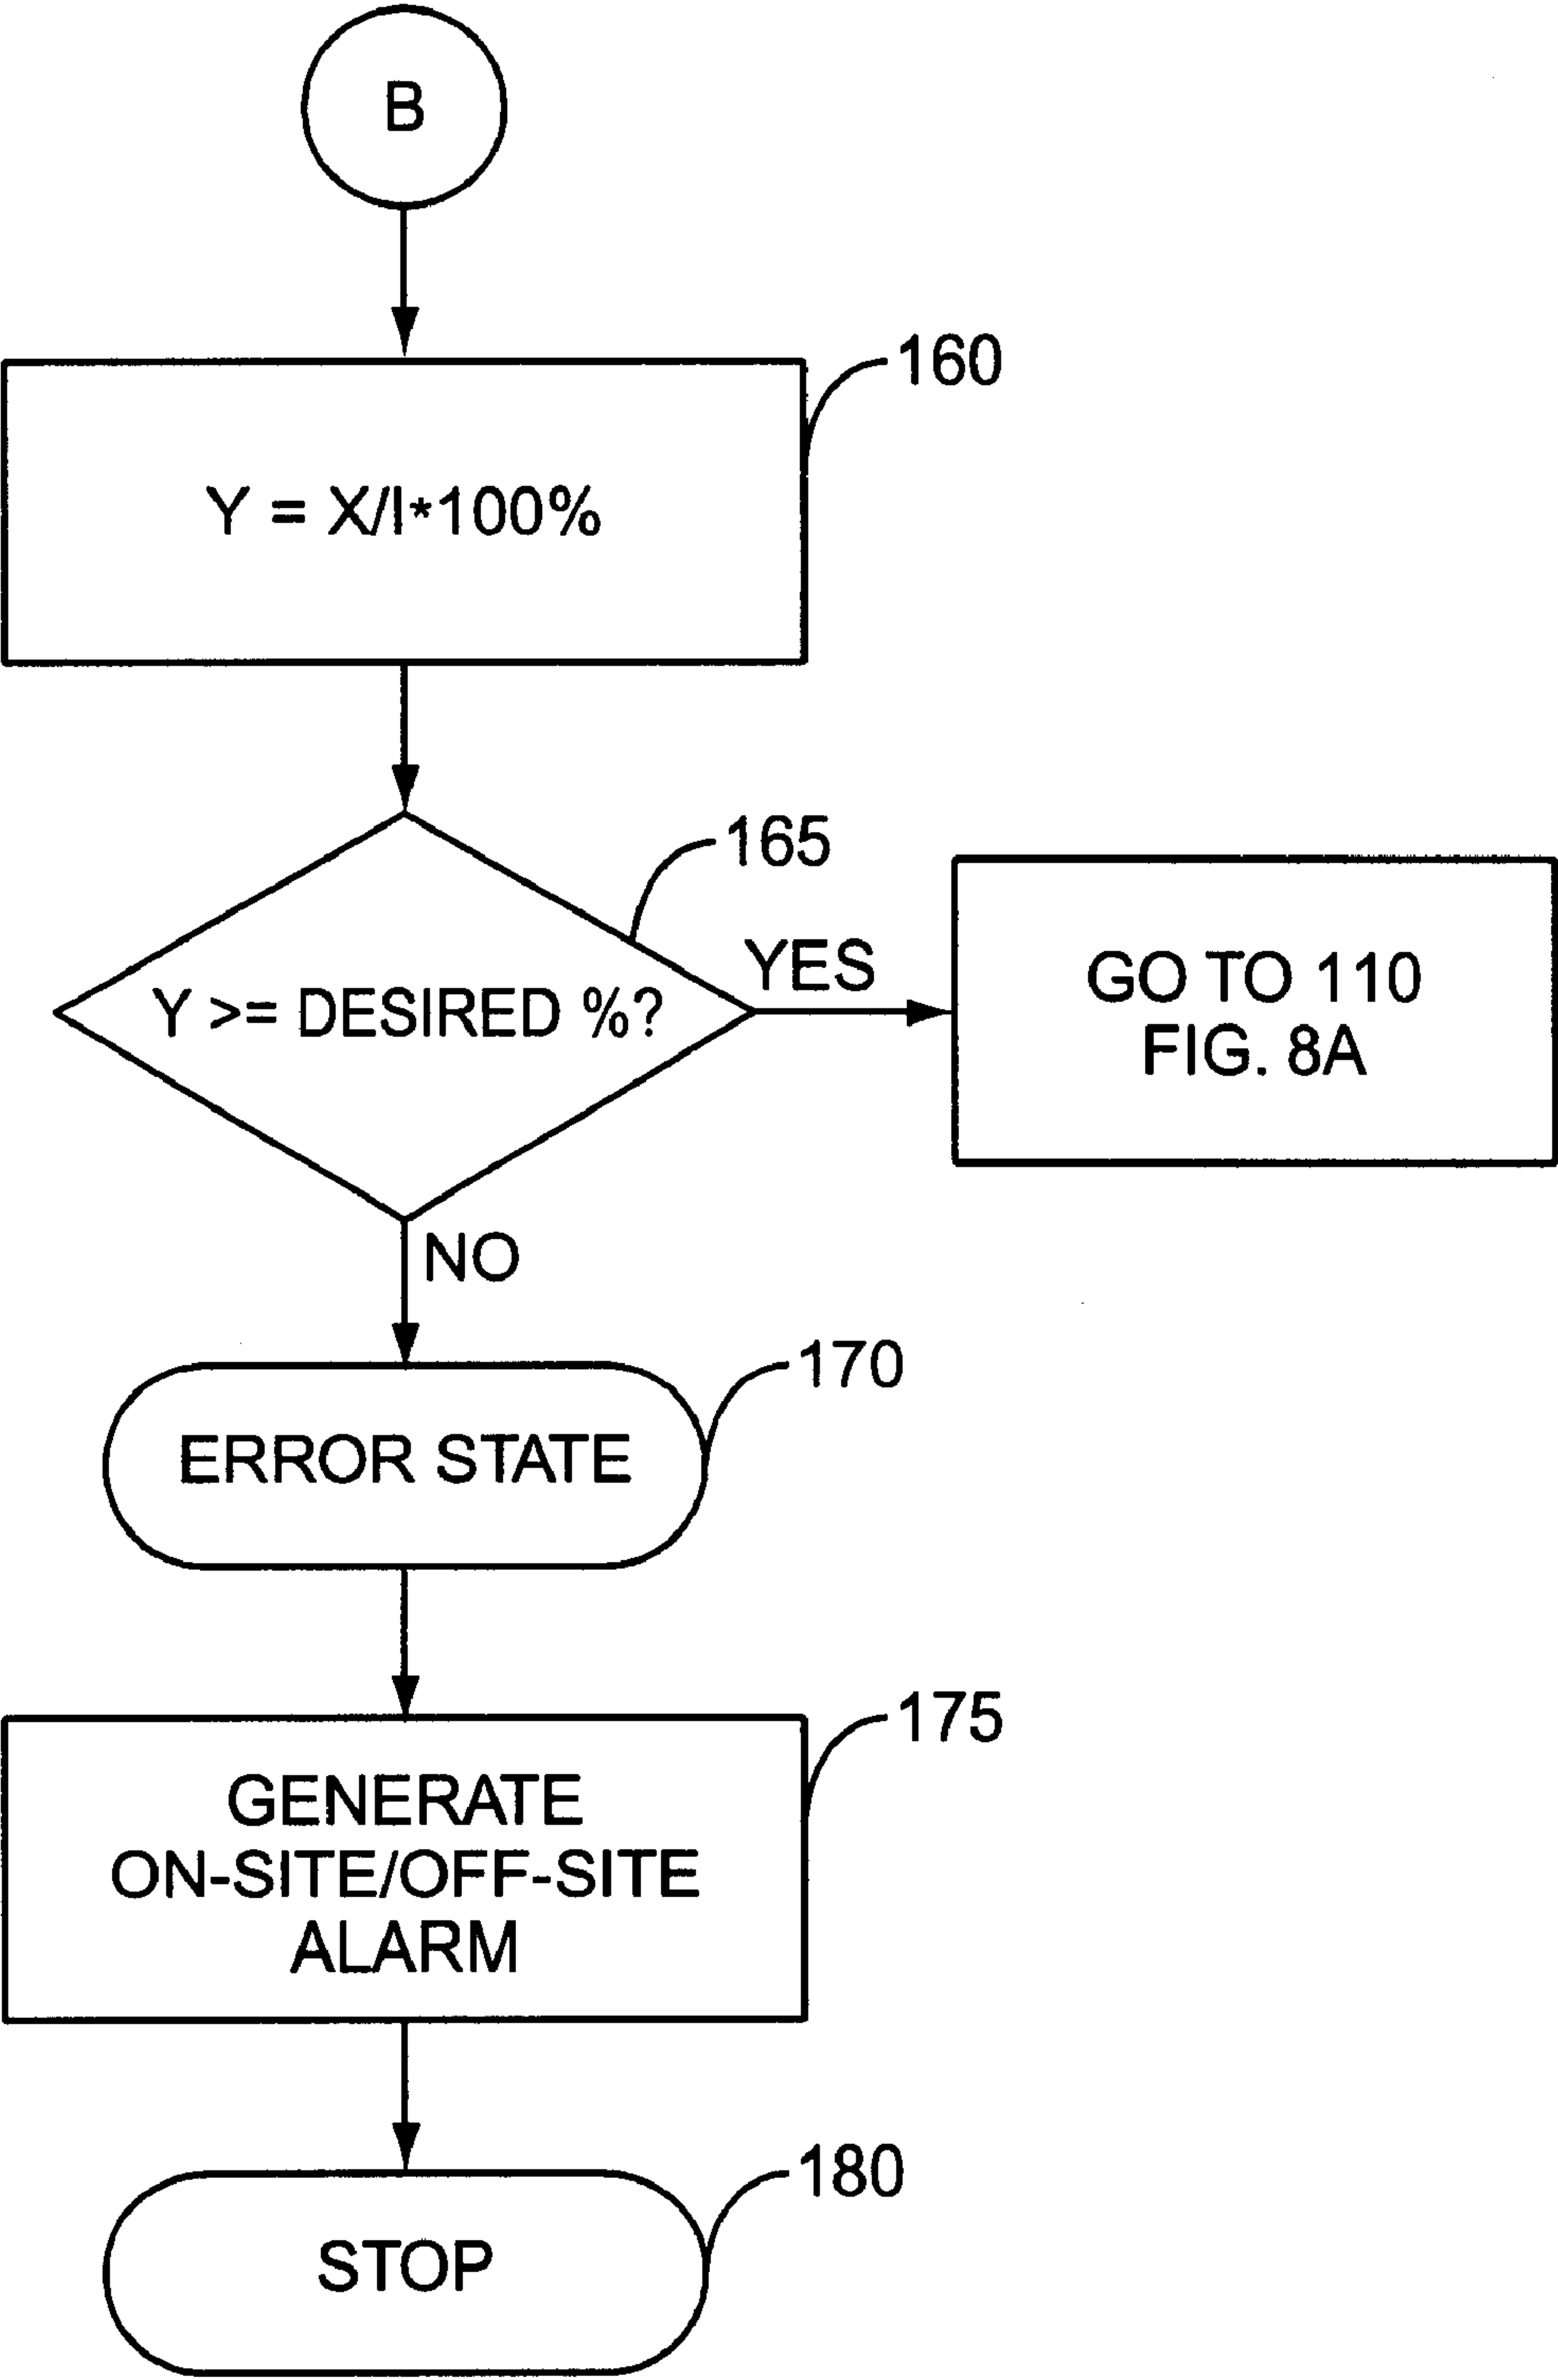 B
160
Y = X/I*100%
165
YES
Y >= DESIRED %?
GO TO 110
FIG. 8A
NO
170
ERROR STATE
175
GENERATE
ON-SITE/OFF-SITE
ALARM
180
STOP